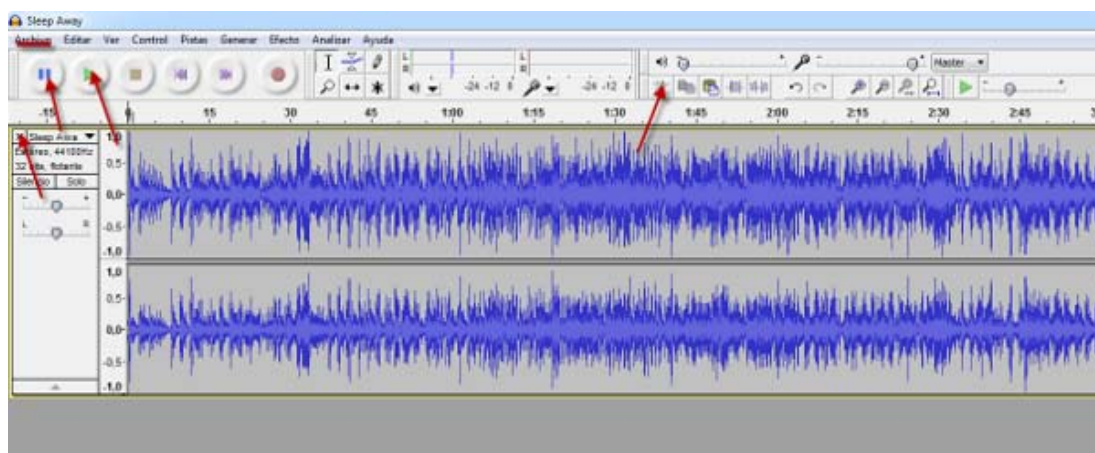 Sleep Away
Archivo Editar Ver Control Pistas Generar Efecto Analizar Ayuda
L
R
L
R
-24 -12 0
-24 -12 0
Master
-15 0 15 30 45 1:00 1:15 1:30 1:45 2:00 2:15 2:30 2:45
Sleep Awa
Estéreo, 44100Hz
32 bits, flotante
Silencio Solo
- +
L R
1,0
0,5-
0,0-
-0,5-
-1,0
1,0
0,5-
0,0-
-0,5-
-1,0